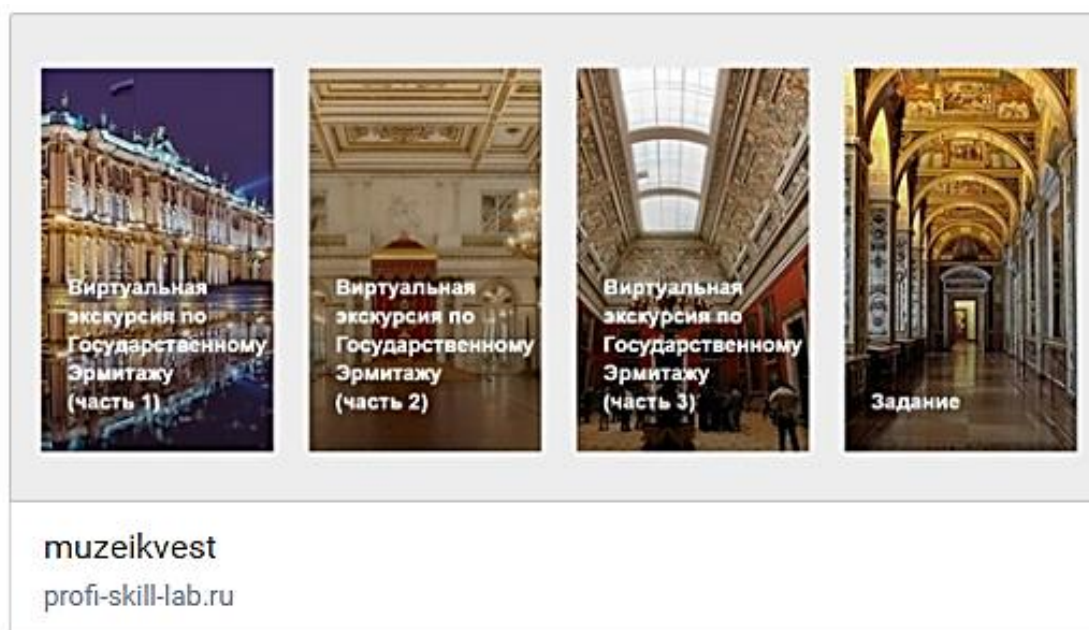 Виртуальная
экскурсия по
Государственному
Эрмитажу
(часть 1)
Виртуальная
экскурсия по
Государственному
Эрмитажу
(часть 2)
Виртуальная
экскурсия по
Государственному
Эрмитажу
(часть 3)
Задание
muzeikvest
profi-skill-lab.ru